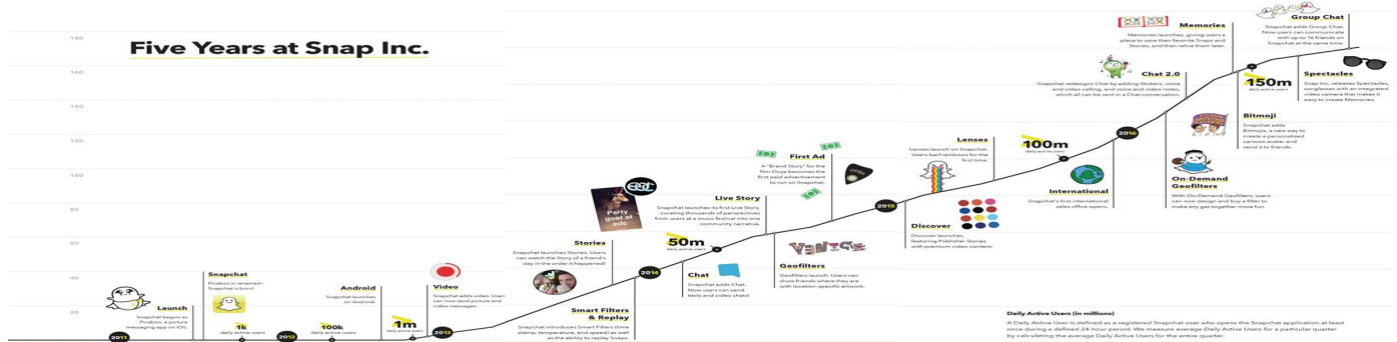 Five Years at Snap Inc.
180
160
140
120
100
80
60
40
20
2011
Launch
Snapchat begins as
Picaboo, a picture
messaging app on iOS.
Snapchat
Picaboo is renamed–
Snapchat is born!
1k
daily active users
2012
100k
daily active users
Android
Snapchat launches
on Android.
1m
daily active users
2013
Video
Snapchat adds video. Users
can now send picture and
video messages.
Stories
Snapchat launches Stories. Users
can watch the Story of a friend's
day in the order it happened!
Smart Filters
& Replay
Snapchat introduces Smart Filters (time
stamp, temperature, and speed) as well
as the ability to replay Snaps.
2014
Party
goat at
edc
EDC
50m
daily active users
Chat
Snapchat adds Chat.
Now users can send
texts and video chats!
Live Story
Snapchat launches its first Live Story,
curating thousands of perspectives
from users at a music festival into one
community narrative.
Geofilters
Geofilters launch. Users can
show friends where they are
with location-specific artwork.
VENICE
First Ad
A "Brand Story" for the
film Ouija becomes the
first paid advertisement
to run on Snapchat.
OUIJA
2015
Discover
Discover launches,
featuring Publisher Stories
with premium video content.
Lenses
Lenses launch on Snapchat.
Users barf rainbows for the
first time.
100m
daily active users
International
Snapchat's first international
sales office opens.
2016
Chat 2.0
Snapchat redesigns Chat by adding Stickers, voice
and video calling, and voice and video notes,
which all can be sent in a Chat conversation.
On-Demand
Geofilters
With On-Demand Geofilters, users
can now design and buy a filter to
make any get-together more fun.
Memories
Memories launches, giving users a
place to save their favorite Snaps and
Stories, and then relive them later.
Bitmoji
Snapchat adds
Bitmojis, a new way to
create a personalized
cartoon avatar and
send it to friends.
150m
daily active users
Group Chat
Snapchat adds Group Chat.
Now users can communicate
with up to 16 friends on
Snapchat at the same time.
Spectacles
Snap Inc. releases Spectacles,
sunglasses with an integrated
video camera that makes it
easy to create Memories.
Daily Active Users (in millions)
A Daily Active User is defined as a registered Snapchat user who opens the Snapchat application at least
once during a defined 24-hour period. We measure average Daily Active Users for a particular quarter
by calculating the average Daily Active Users for the entire quarter.